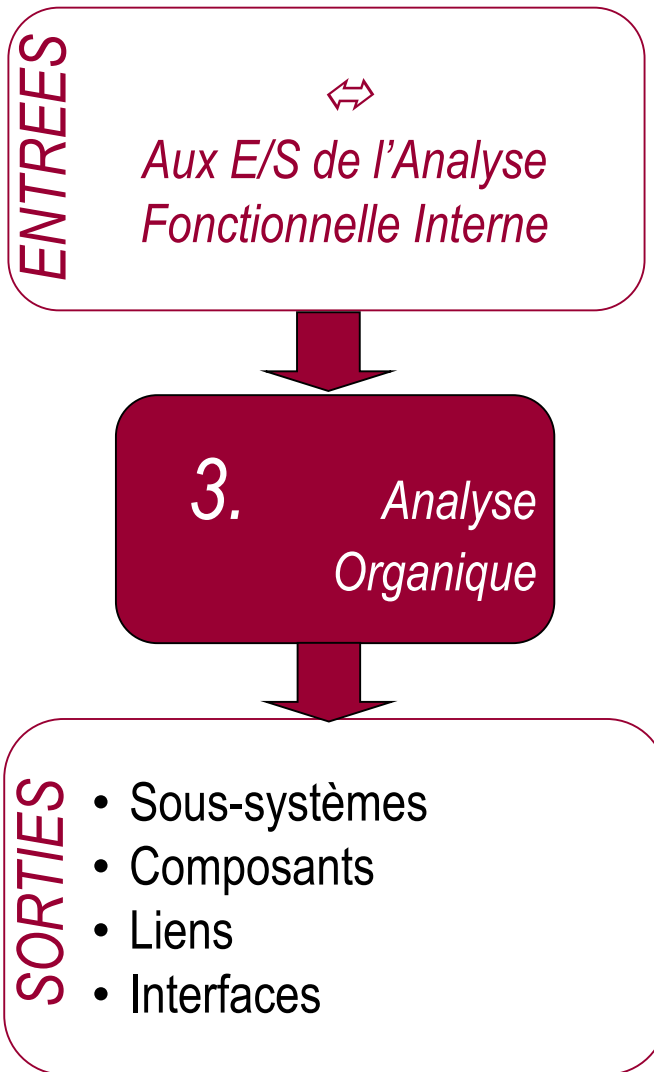 ENTREES
⬄
Aux E/S de l’Analyse
Fonctionnelle Interne
3.
Analyse
Organique
SORTIES
• Sous-systèmes
• Composants
• Liens
• Interfaces